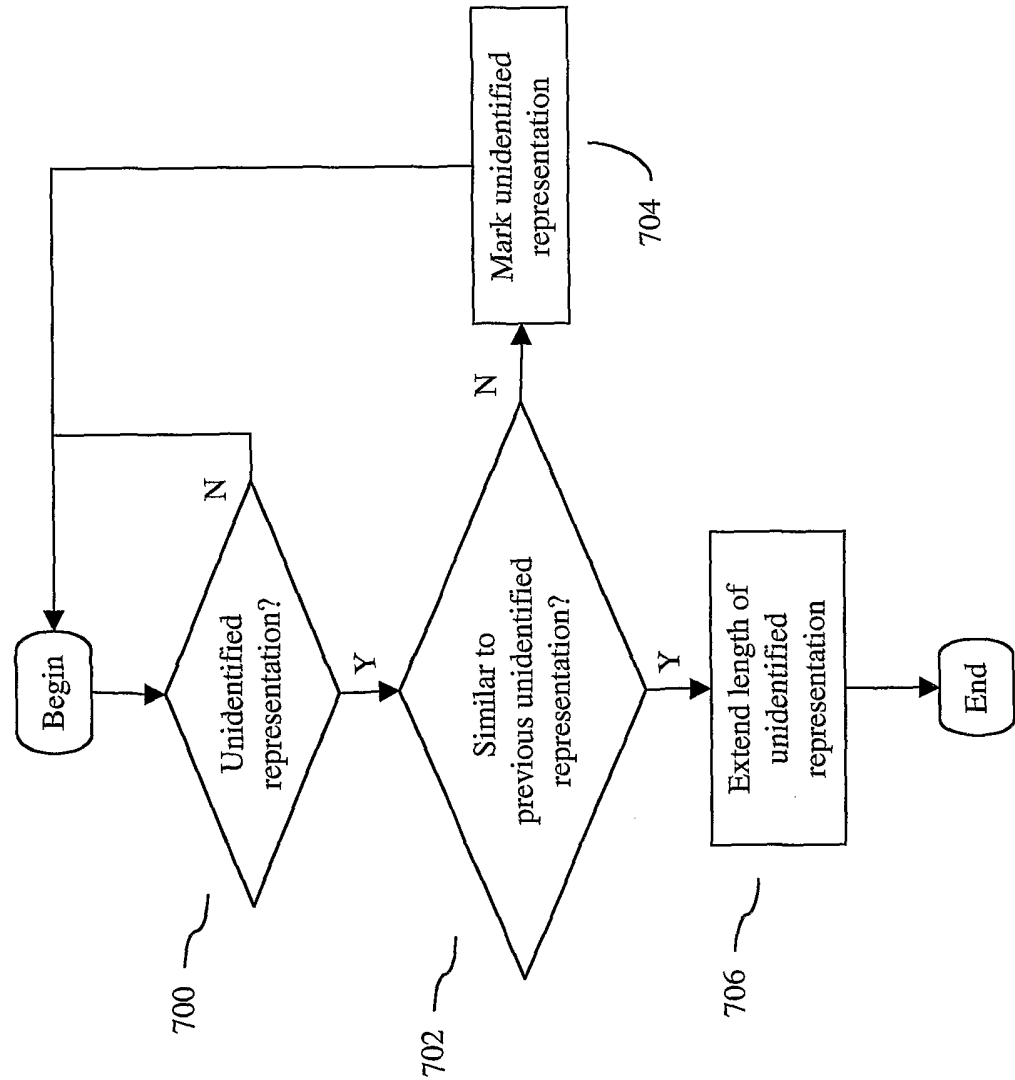 Begin
700
Unidentified
representation?
N
Y
702
Similar to
previous unidentified
representation?
N
Y
Mark unidentified
representation
704
706
Extend length of
unidentified
representation
End